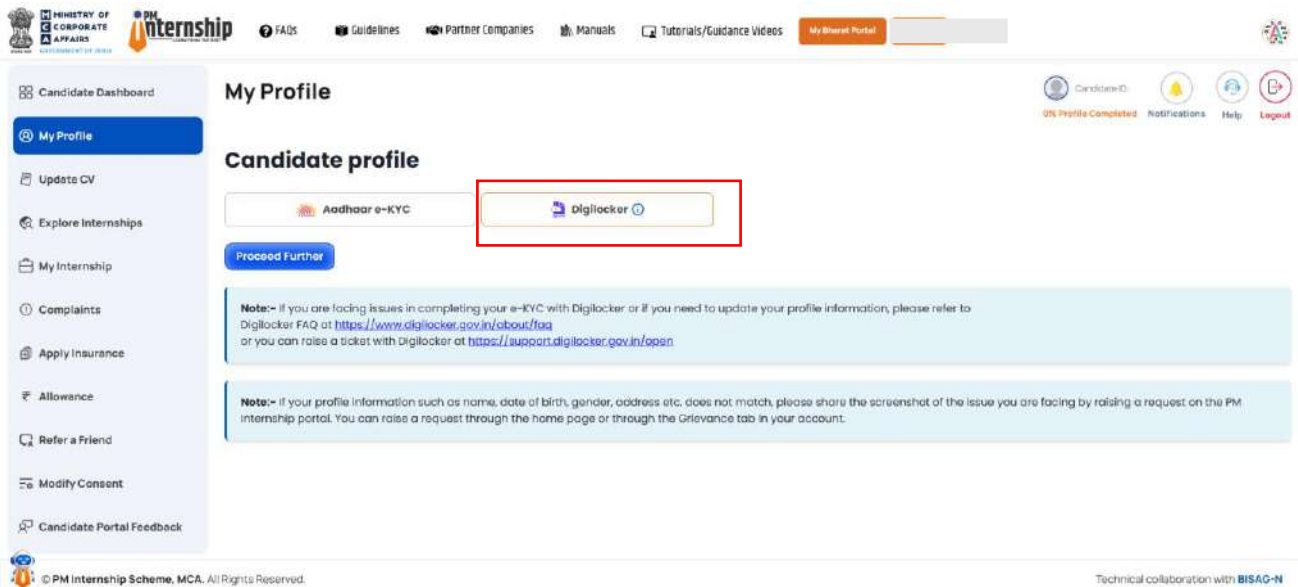 MINISTRY OF
CORPORATE
AFFAIRS
GOVERNMENT OF INDIA
PM
Internship
FAQs
Guidelines
Partner Companies
Manuals
Tutorials/Guidance Videos
My Bharat Portal
Candidate Dashboard
My Profile
Update CV
Explore Internships
My Internship
Complaints
Apply Insurance
Allowance
Refer a Friend
Modify Consent
Candidate Portal Feedback
My Profile
Candidate ID:
0% Profile Completed
Notifications
Help
Logout
Candidate profile
Aadhaar e-KYC
Digilocker
Proceed Further
Note:- If you are facing issues in completing your e-KYC with Digilocker or if you need to update your profile information, please refer to
Digilocker FAQ at https://www.digilocker.gov.in/about/faq
or you can raise a ticket with Digilocker at https://support.digilocker.gov.in/open
Note:- If your profile information such as name, date of birth, gender, address etc. does not match, please share the screenshot of the issue you are facing by raising a request on the PM
Internship portal. You can raise a request through the home page or through the Grievance tab in your account.
© PM Internship Scheme, MCA. All Rights Reserved.
Technical collaboration with BISAG-N